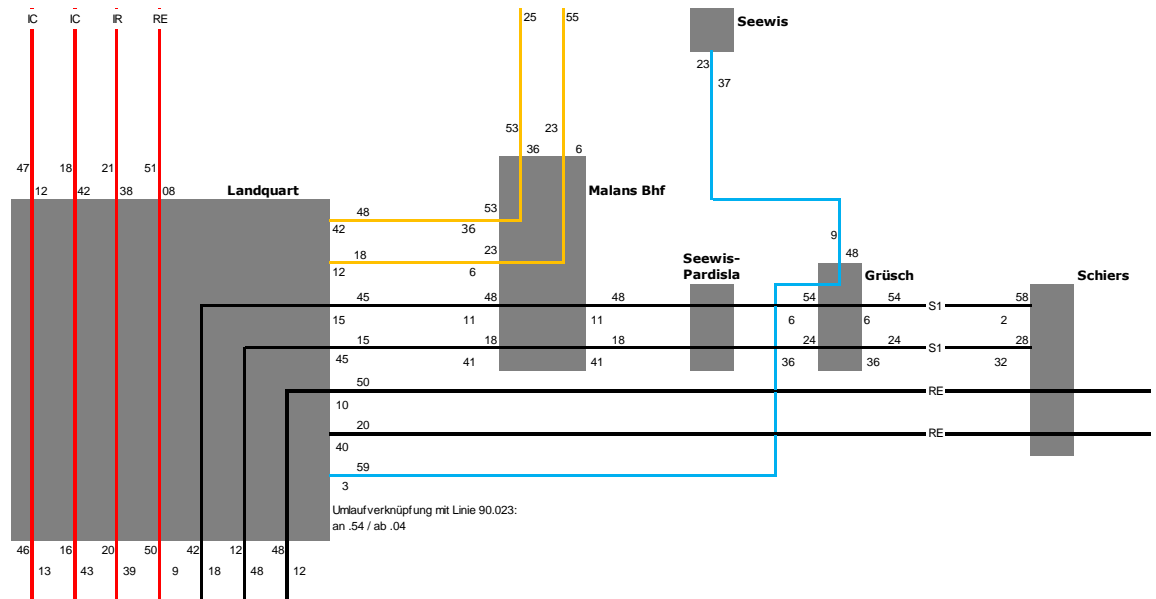 IC IC IR RE
25 55
Seewis
23
37
53 23
36 6
47 18 21 51
12 42 38 08
Landquart
Malans Bhf
48 53
42 36
9
48
18 23
12 6
Seewis-
Pardisla
Grüsch
Schiers
45 48 48 54 54 58
S1
15 11 11 6 6 2
15 18 18 24 24 28
S1
45 41 41 36 36 32
50
RE
10
20
RE
40
59
3
Umlaufverknüpfung mit Linie 90.023:
an .54 / ab .04
46 16 20 50 42 12 48
13 43 39 9 18 48 12